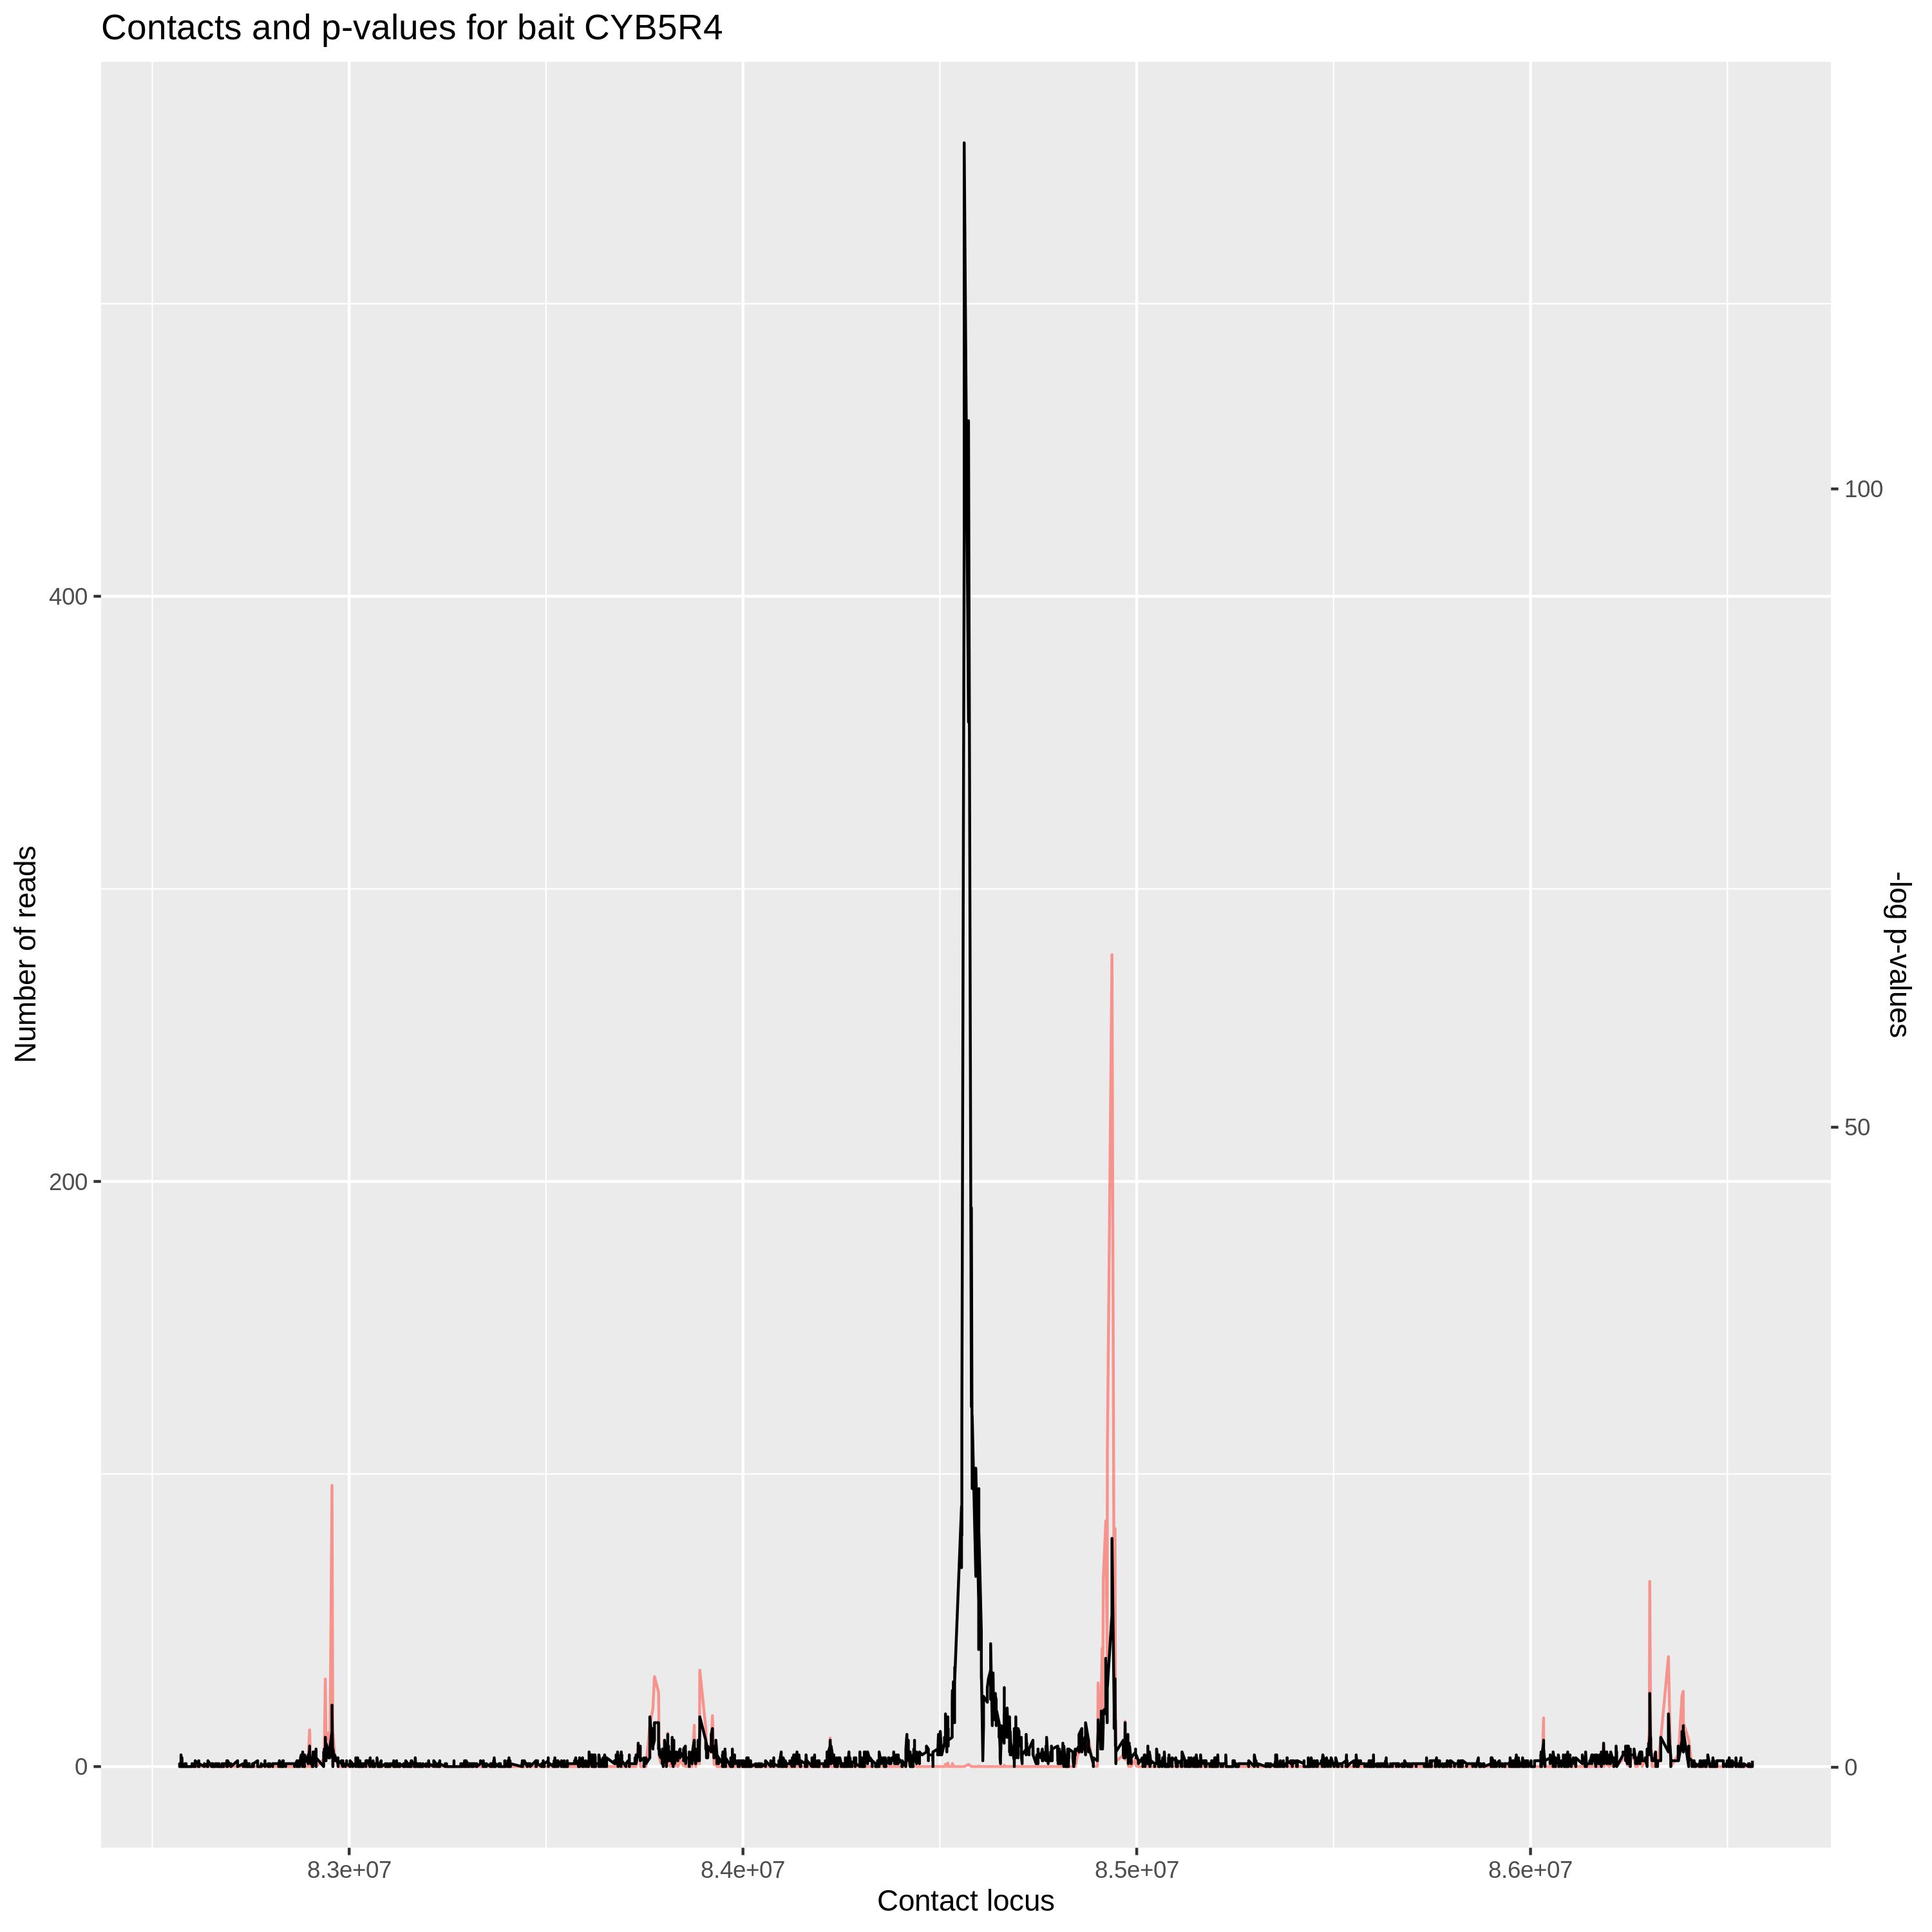 Contacts and p-values for bait CYB5R4
Number of reads
400
200
0
100
50
0
-log p-values
8.3e+07
8.4e+07
8.5e+07
8.6e+07
Contact locus